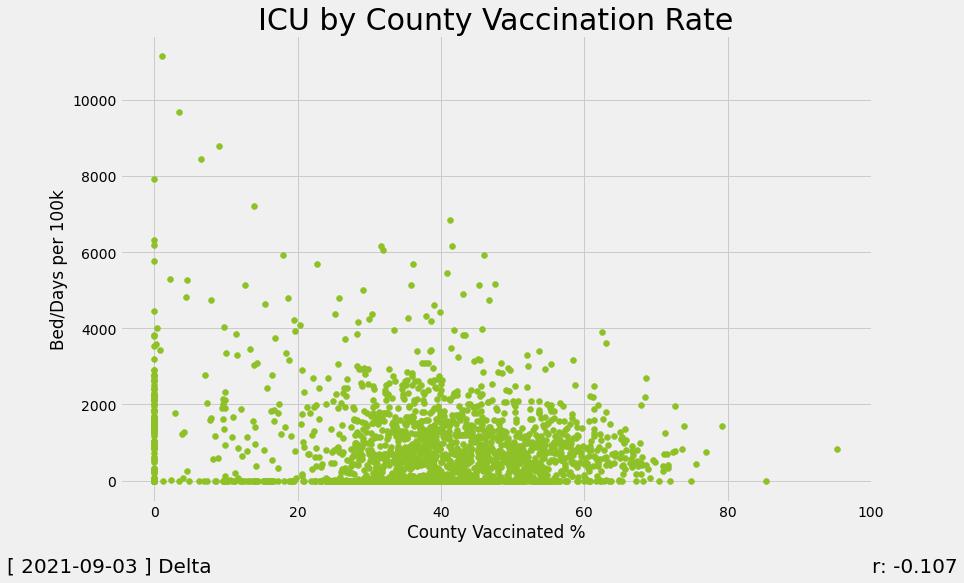 ICU by County Vaccination Rate
10000
8000
6000
4000
2000
0
Bed/Days per 100k
0 20 40 60 80 100
County Vaccinated %
[ 2021-09-03 ] Delta r: -0.107